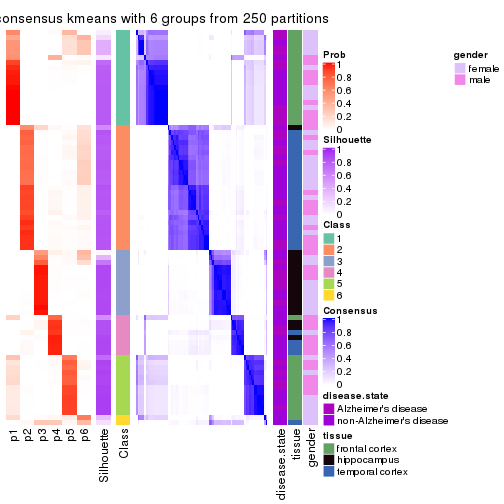 consensus kmeans with 6 groups from 250 partitions
Prob
1
0.8
0.6
0.4
0.2
0
gender
female
male
Silhouette
1
0.8
0.6
0.4
0.2
0
Class
1
2
3
4
5
6
Consensus
1
0.8
0.6
0.4
0.2
0
disease.state
Alzheimer's disease
non-Alzheimer's disease
tissue
frontal cortex
hippocampus
temporal cortex
p1
p2
p3
p4
p5
p6
Silhouette
Class
disease.state
tissue
gender